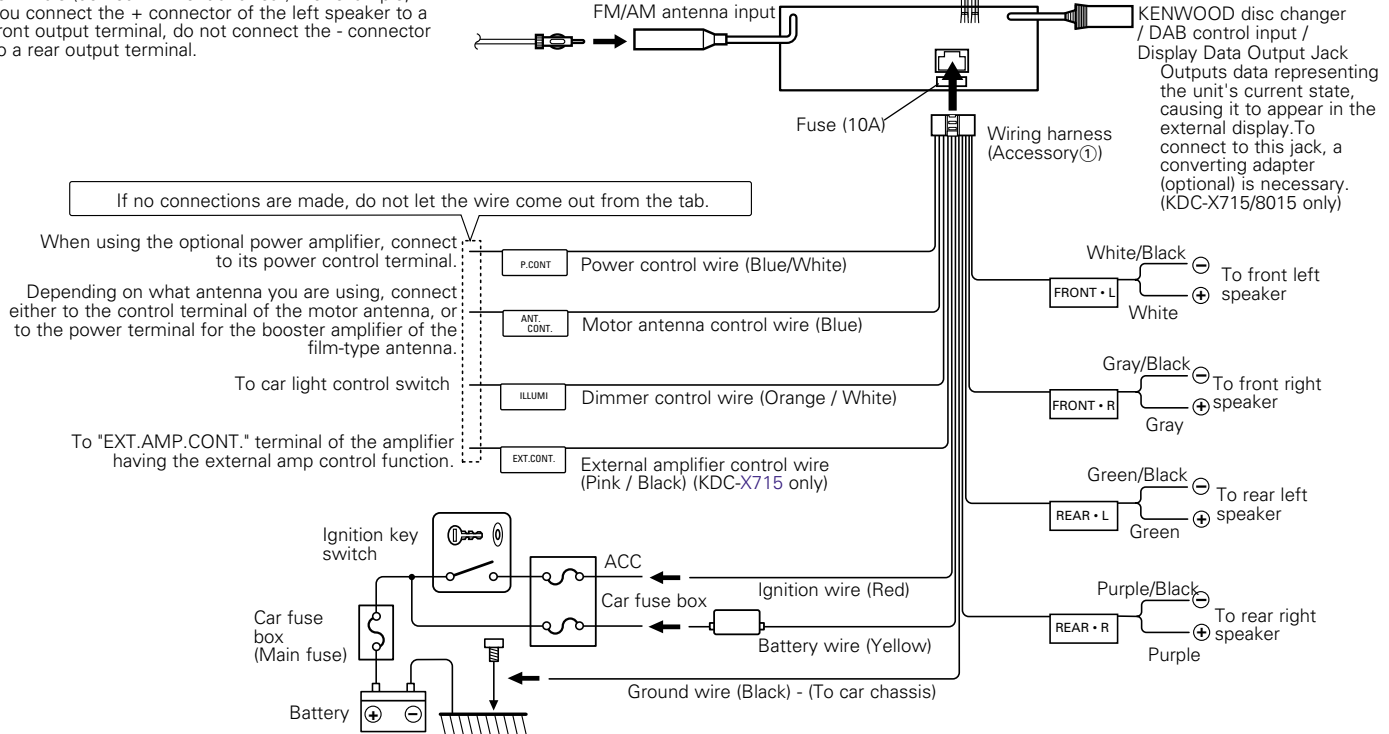 you connect the + connector of the left speaker to a
ront output terminal, do not connect the - connector
o a rear output terminal.
FM/AM antenna input
KENWOOD disc changer
/ DAB control input /
Display Data Output Jack
Outputs data representing
the unit's current state,
causing it to appear in the
external display.To
connect to this jack, a
converting adapter
(optional) is necessary.
(KDC-X715/8015 only)
Fuse (10A)
Wiring harness
(Accessory①)
If no connections are made, do not let the wire come out from the tab.
When using the optional power amplifier, connect
to its power control terminal.
P.CONT
Power control wire (Blue/White)
Depending on what antenna you are using, connect
either to the control terminal of the motor antenna, or
to the power terminal for the booster amplifier of the
film-type antenna.
ANT.
CONT.
Motor antenna control wire (Blue)
To car light control switch
ILLUMI
Dimmer control wire (Orange / White)
To "EXT.AMP.CONT." terminal of the amplifier
having the external amp control function.
EXT.CONT.
External amplifier control wire
(Pink / Black) (KDC-X715 only)
White/Black
⊖
To front left
speaker
FRONT • L
⊕
White
Gray/Black
⊖
To front right
speaker
FRONT • R
⊕
Gray
Green/Black
⊖
To rear left
speaker
REAR • L
⊕
Green
Purple/Black
⊖
To rear right
speaker
REAR • R
⊕
Purple
Ignition key
switch
ACC
Ignition wire (Red)
Car fuse box
Car fuse
box
(Main fuse)
Battery wire (Yellow)
Ground wire (Black) - (To car chassis)
Battery
⊕ ⊖